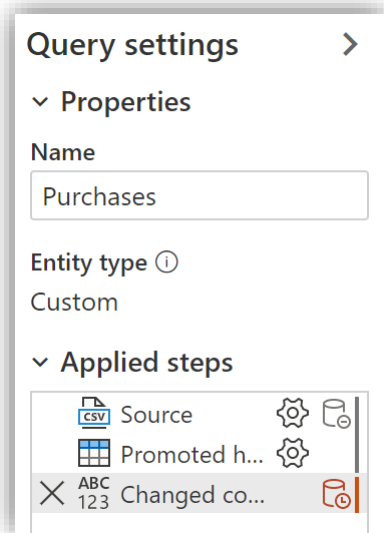 Query settings
Properties
Name
Purchases
Entity type
Custom
Applied steps
CSV Source
Promoted h...
ABC
123 Changed co...